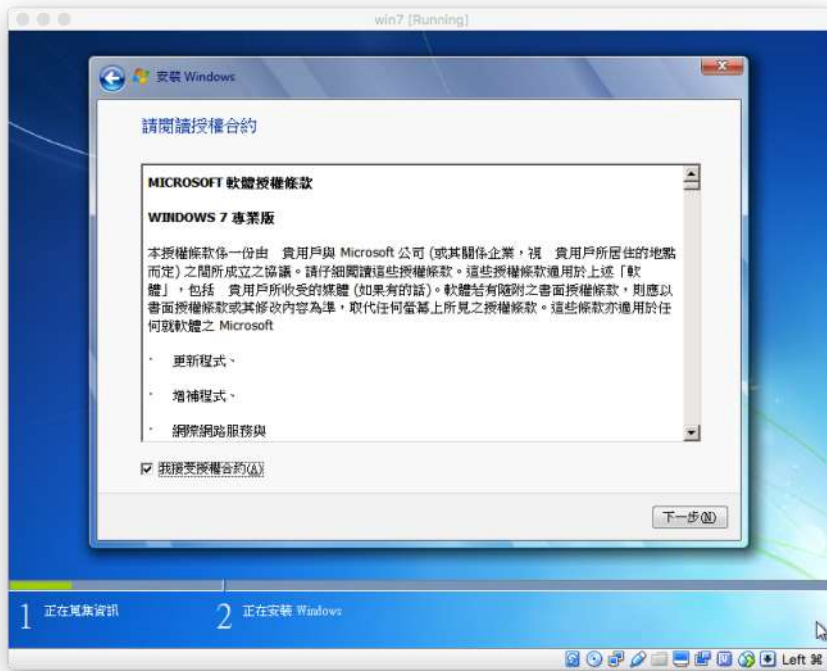 win7 [Running]
安裝 Windows
請閱讀授權合約
MICROSOFT 軟體授權條款
WINDOWS 7 專業版
本授權條款係一份由 貴用戶與 Microsoft 公司 (或其關係企業，視 貴用戶所居住的地點
而定) 之間所成立之協議。請仔細閱讀這些授權條款。這些授權條款適用於上述「軟
體」，包括 貴用戶所收受的媒體 (如果有的話)。軟體若有隨附之書面授權條款，則應以
書面授權條款或其修改內容為準，取代任何螢幕上所見之授權條款。這些條款亦適用於任
何就軟體之 Microsoft
· 更新程式、
· 增補程式、
· 網際網路服務與
我接受授權合約(A)
下一步(N)
1 正在蒐集資訊
2 正在安裝 Windows
Left ⌘